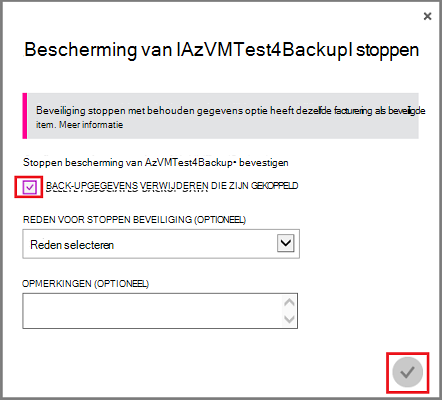 Bescherming van lAzVMTest4Backupl stoppen
Beveiliging stoppen met behouden gegevens optie heeft dezelfde facturering als beveiligde
item. Meer informatie
Stoppen bescherming van AzVMTest4Backup• bevestigen
BACK-UPGEGEVENS VERWIJDEREN DIE ZIJN GEKOPPELD
REDEN VOOR STOPPEN BEVEILIGING (OPTIONEEL)
Reden selecteren
OPMERKINGEN (OPTIONEEL)